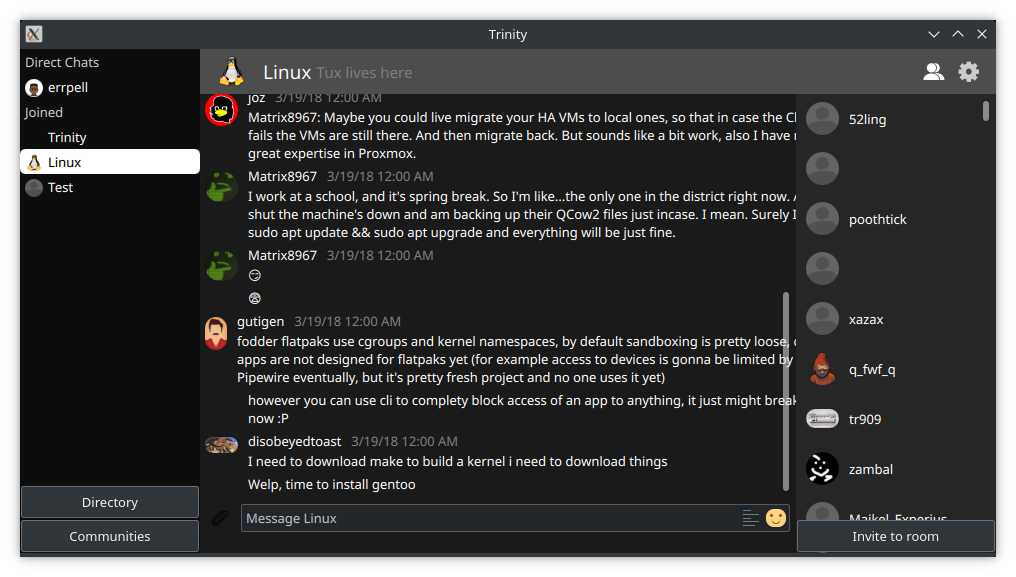 Trinity
Direct Chats
errpell
Joined
Trinity
Linux
Test
Directory
Communities
Linux Tux lives here
joz 3/19/18 12:00 AM
Matrix8967: Maybe you could live migrate your HA VMs to local ones, so that in case the
fails the VMs are still there. And then migrate back. But sounds like a bit work, also I have
great expertise in Proxmox.
Matrix8967 3/19/18 12:00 AM
I work at a school, and it's spring break. So I'm like...the only one in the district right now.
shut the machine's down and am backing up their QCow2 files just incase. I mean. Surely I
sudo apt update && sudo apt upgrade and everything will be just fine.
Matrix8967 3/19/18 12:00 AM
gutigen 3/19/18 12:00 AM
fodder flatpaks use cgroups and kernel namespaces, by default sandboxing is pretty loose,
apps are not designed for flatpaks yet (for example access to devices is gonna be limited by
Pipewire eventually, but it's pretty fresh project and no one uses it yet)
however you can use cli to complety block access of an app to anything, it just might break
now :P
disobeyedtoast 3/19/18 12:00 AM
I need to download make to build a kernel i need to download things
Welp, time to install gentoo
Message Linux
52ling
poothtick
xazax
q_fwf_q
tr909
zambal
Maikel_Experius
Invite to room